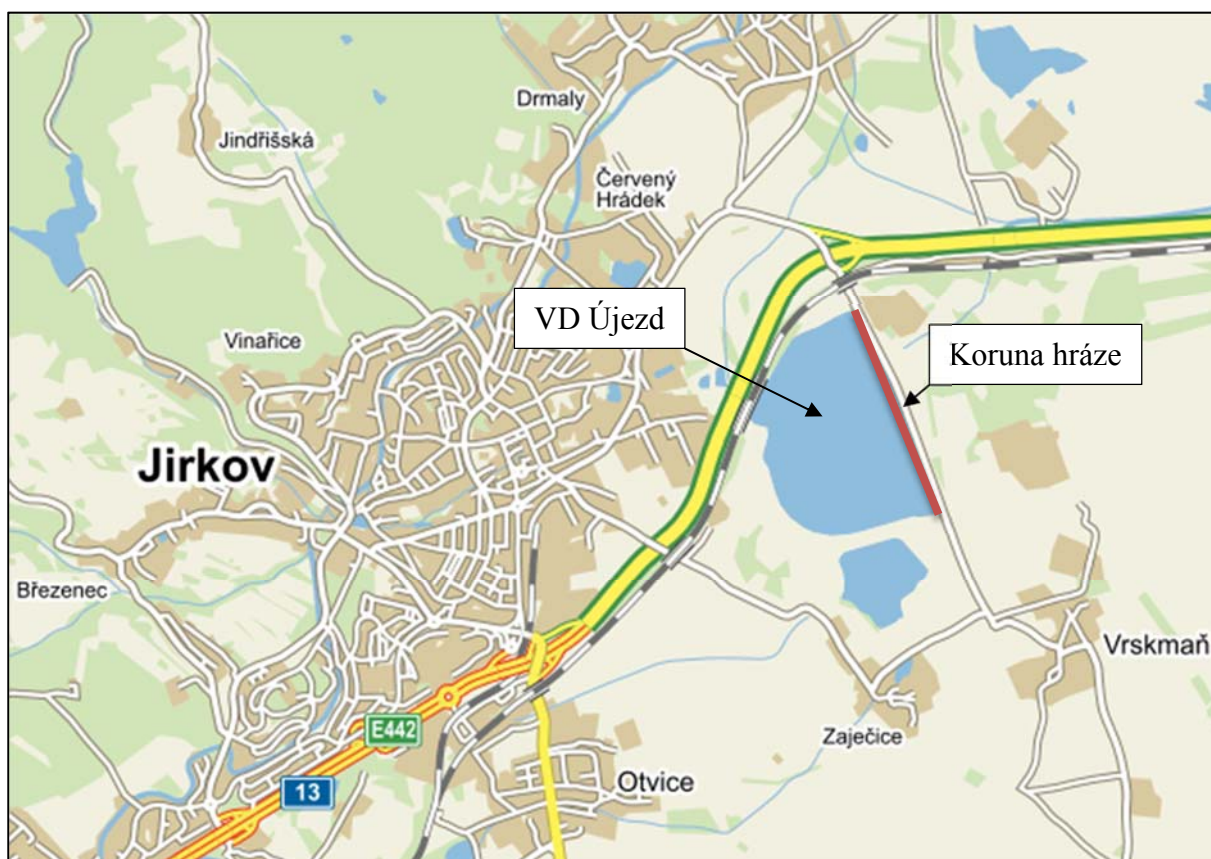 Drmaly
Jindřišská
Červený
Hrádek
VD Újezd
Vinařice
Koruna hráze
Jirkov
Březenec
Vrskmaň
E442
Zaječice
13
Otvice